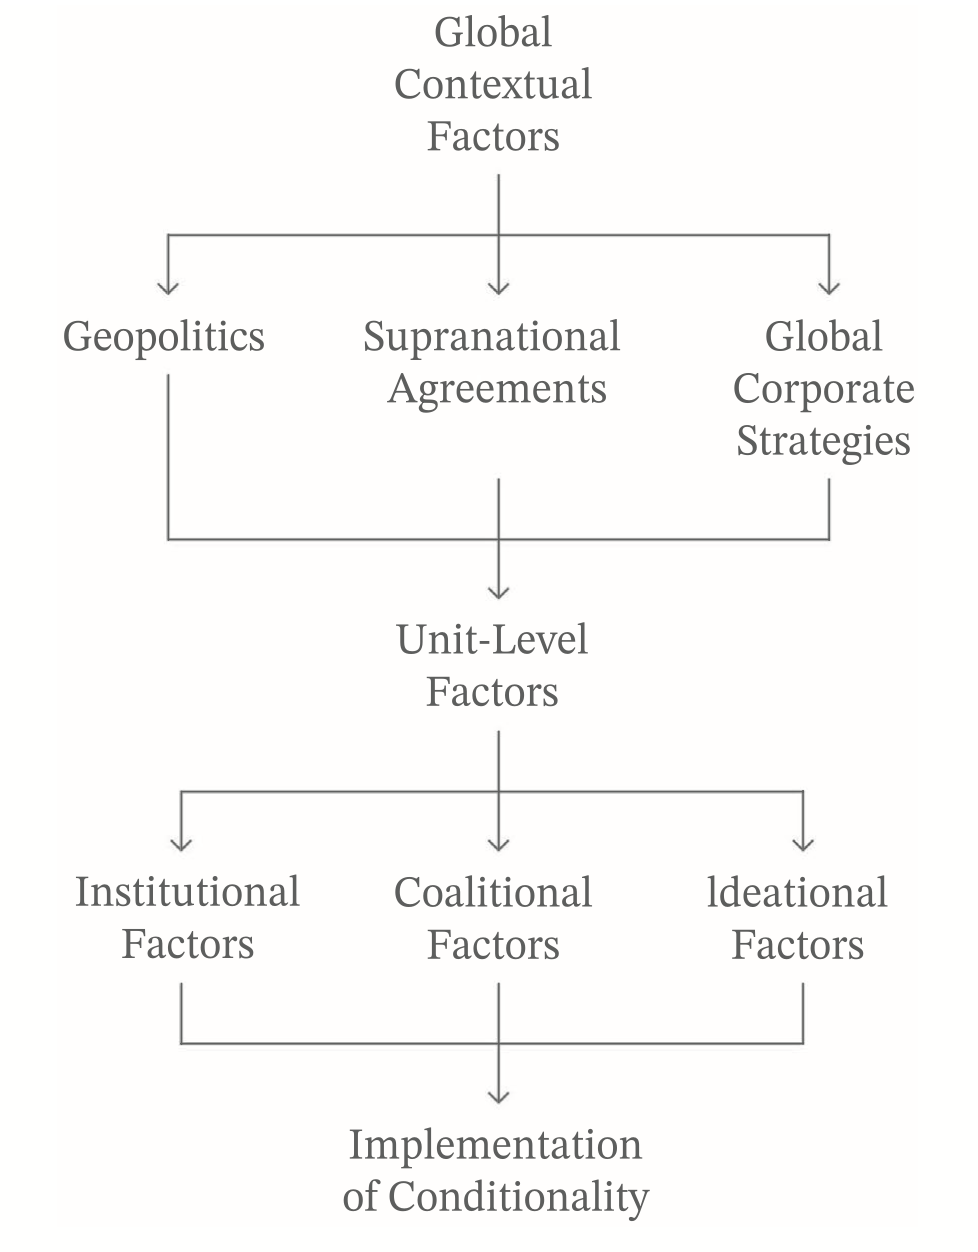 Global
Contextual
Factors
Geopolitics
Supranational
Agreements
Global
Corporate
Strategies
Unit-Level
Factors
Institutional
Factors
Coalitional
Factors
Ideational
Factors
Implementation
of Conditionality